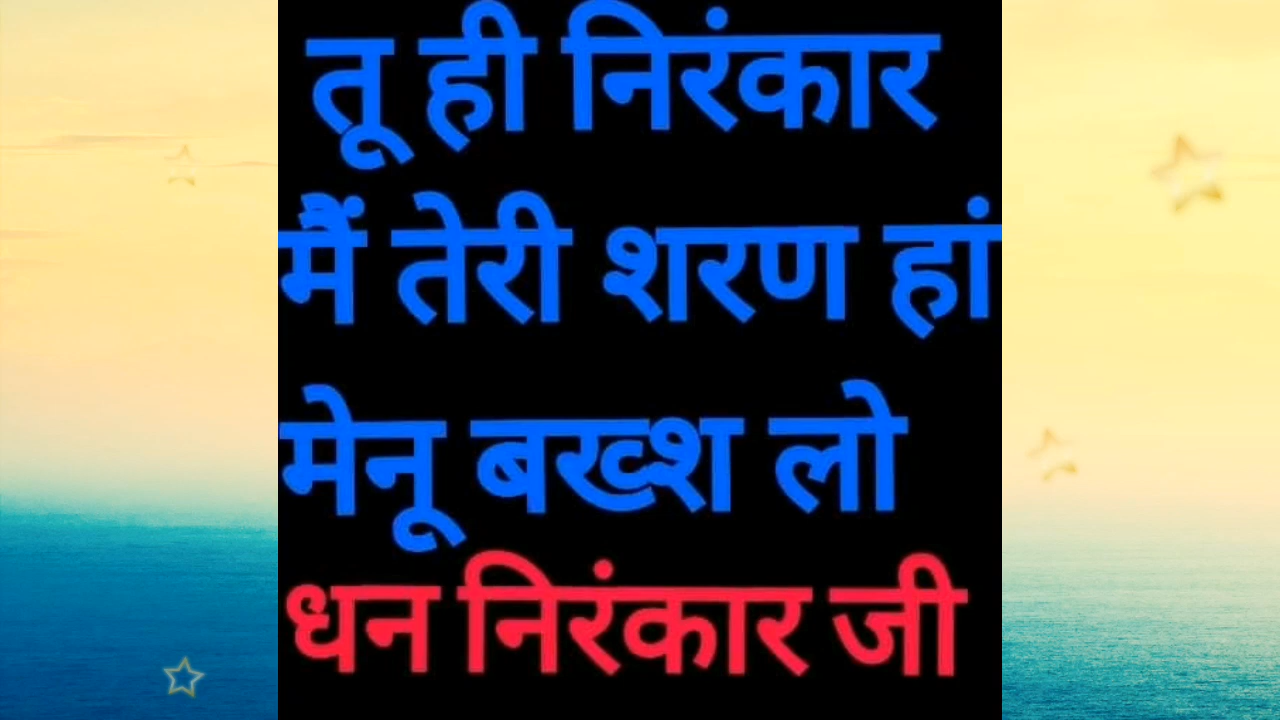 तू ही निरंकार
मैं तेरी शरण हां
मेनू बख्श लो
धन निरंकार जी